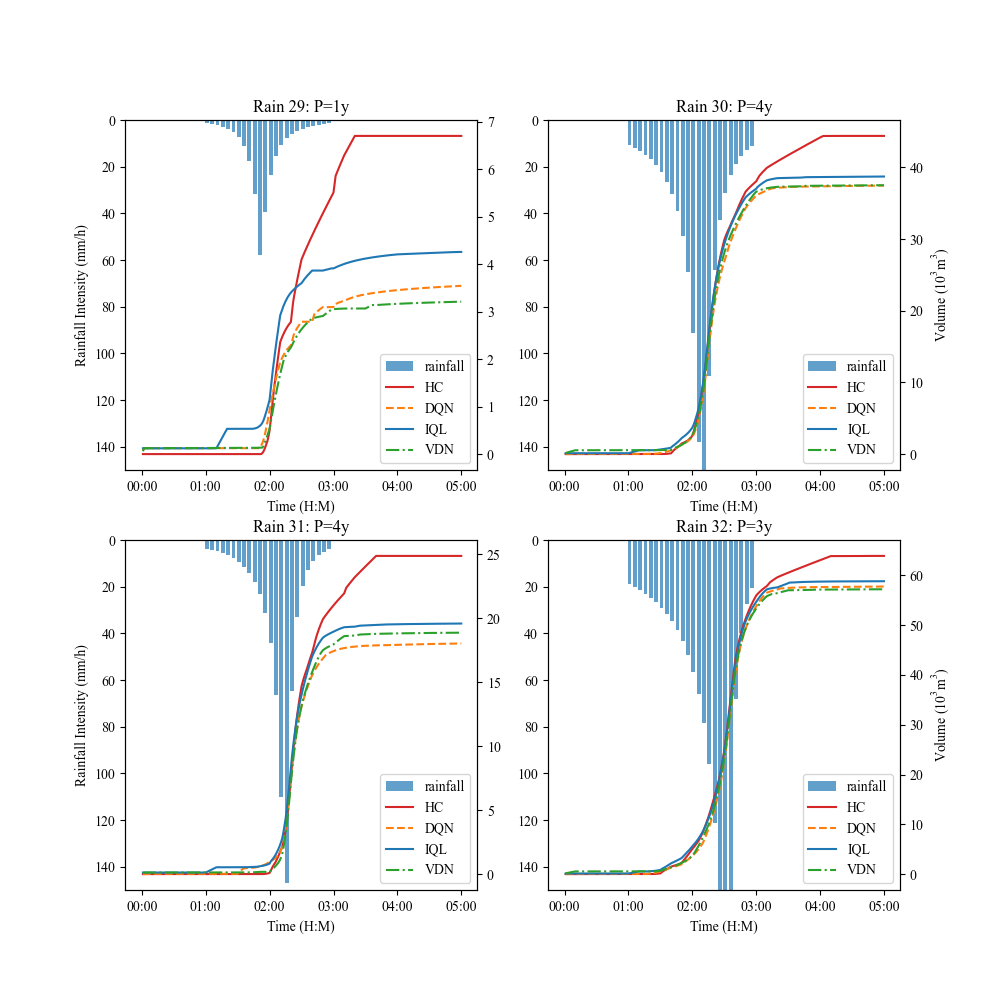 Rain 29: P=1y
0
20
40
60
80
100
120
140
Rainfall Intensity (mm/h)
7
6
5
4
3
2
1
0
rainfall
HC
DQN
IQL
VDN
00:00 01:00 02:00 03:00 04:00 05:00
Time (H:M)
Rain 30: P=4y
0
20
40
60
80
100
120
140
40
30
20
10
0
Volume (10³ m³)
rainfall
HC
DQN
IQL
VDN
00:00 01:00 02:00 03:00 04:00 05:00
Time (H:M)
Rain 31: P=4y
0
20
40
60
80
100
120
140
Rainfall Intensity (mm/h)
25
20
15
10
5
0
rainfall
HC
DQN
IQL
VDN
00:00 01:00 02:00 03:00 04:00 05:00
Time (H:M)
Rain 32: P=3y
0
20
40
60
80
100
120
140
60
50
40
30
20
10
0
Volume (10³ m³)
rainfall
HC
DQN
IQL
VDN
00:00 01:00 02:00 03:00 04:00 05:00
Time (H:M)